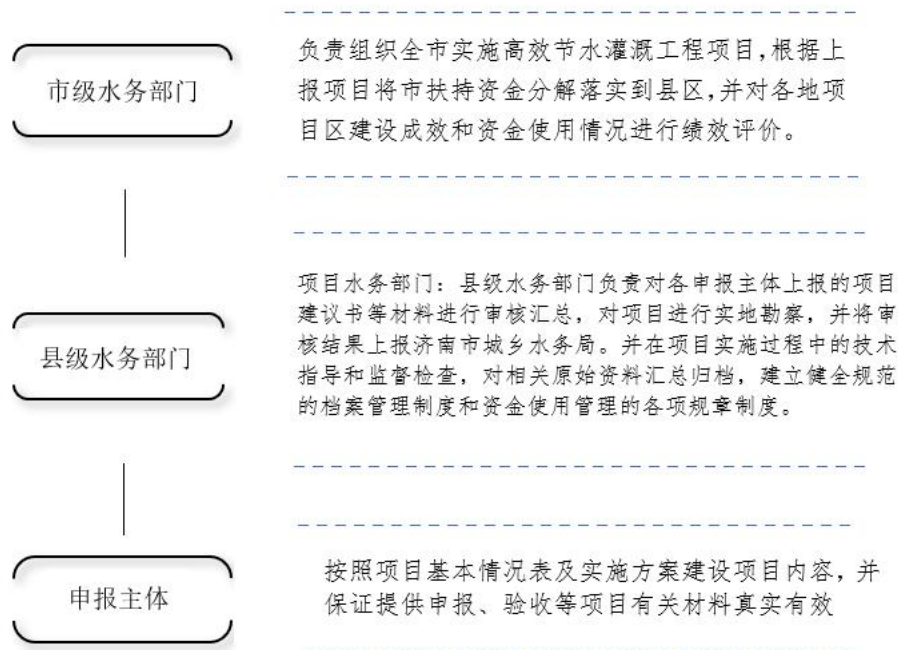 市级水务部门
负责组织全市实施高效节水灌溉工程项目,根据上
报项目将市扶持资金分解落实到县区,并对各地项
目区建设成效和资金使用情况进行绩效评价。
县级水务部门
项目水务部门：县级水务部门负责对各申报主体上报的项目
建议书等材料进行审核汇总，对项目进行实地勘察，并将审
核结果上报济南市城乡水务局。并在项目实施过程中的技术
指导和监督检查，对相关原始资料汇总归档，建立健全规范
的档案管理制度和资金使用管理的各项规章制度。
申报主体
按照项目基本情况表及实施方案建设项目内容，并
保证提供申报、验收等项目有关材料真实有效